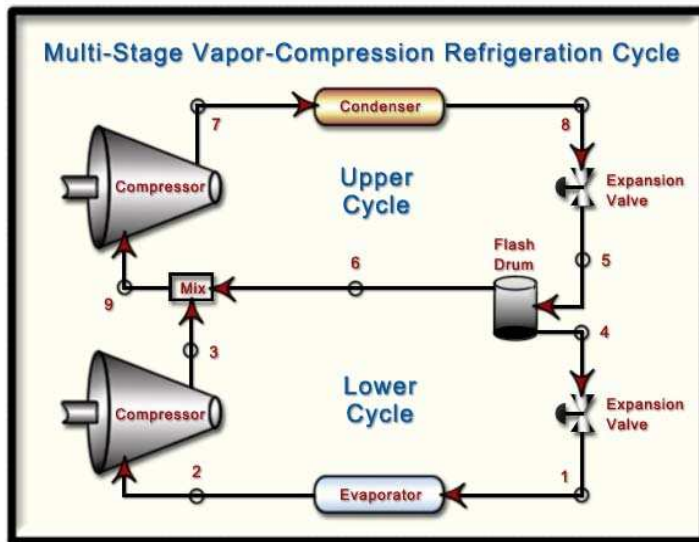 Multi-Stage Vapor-Compression Refrigeration Cycle
7
Condenser
8
Compressor
Upper
Cycle
Expansion
Valve
Flash
Drum
6
5
9
Mix
3
4
Compressor
Lower
Cycle
Expansion
Valve
2
Evaporator
1